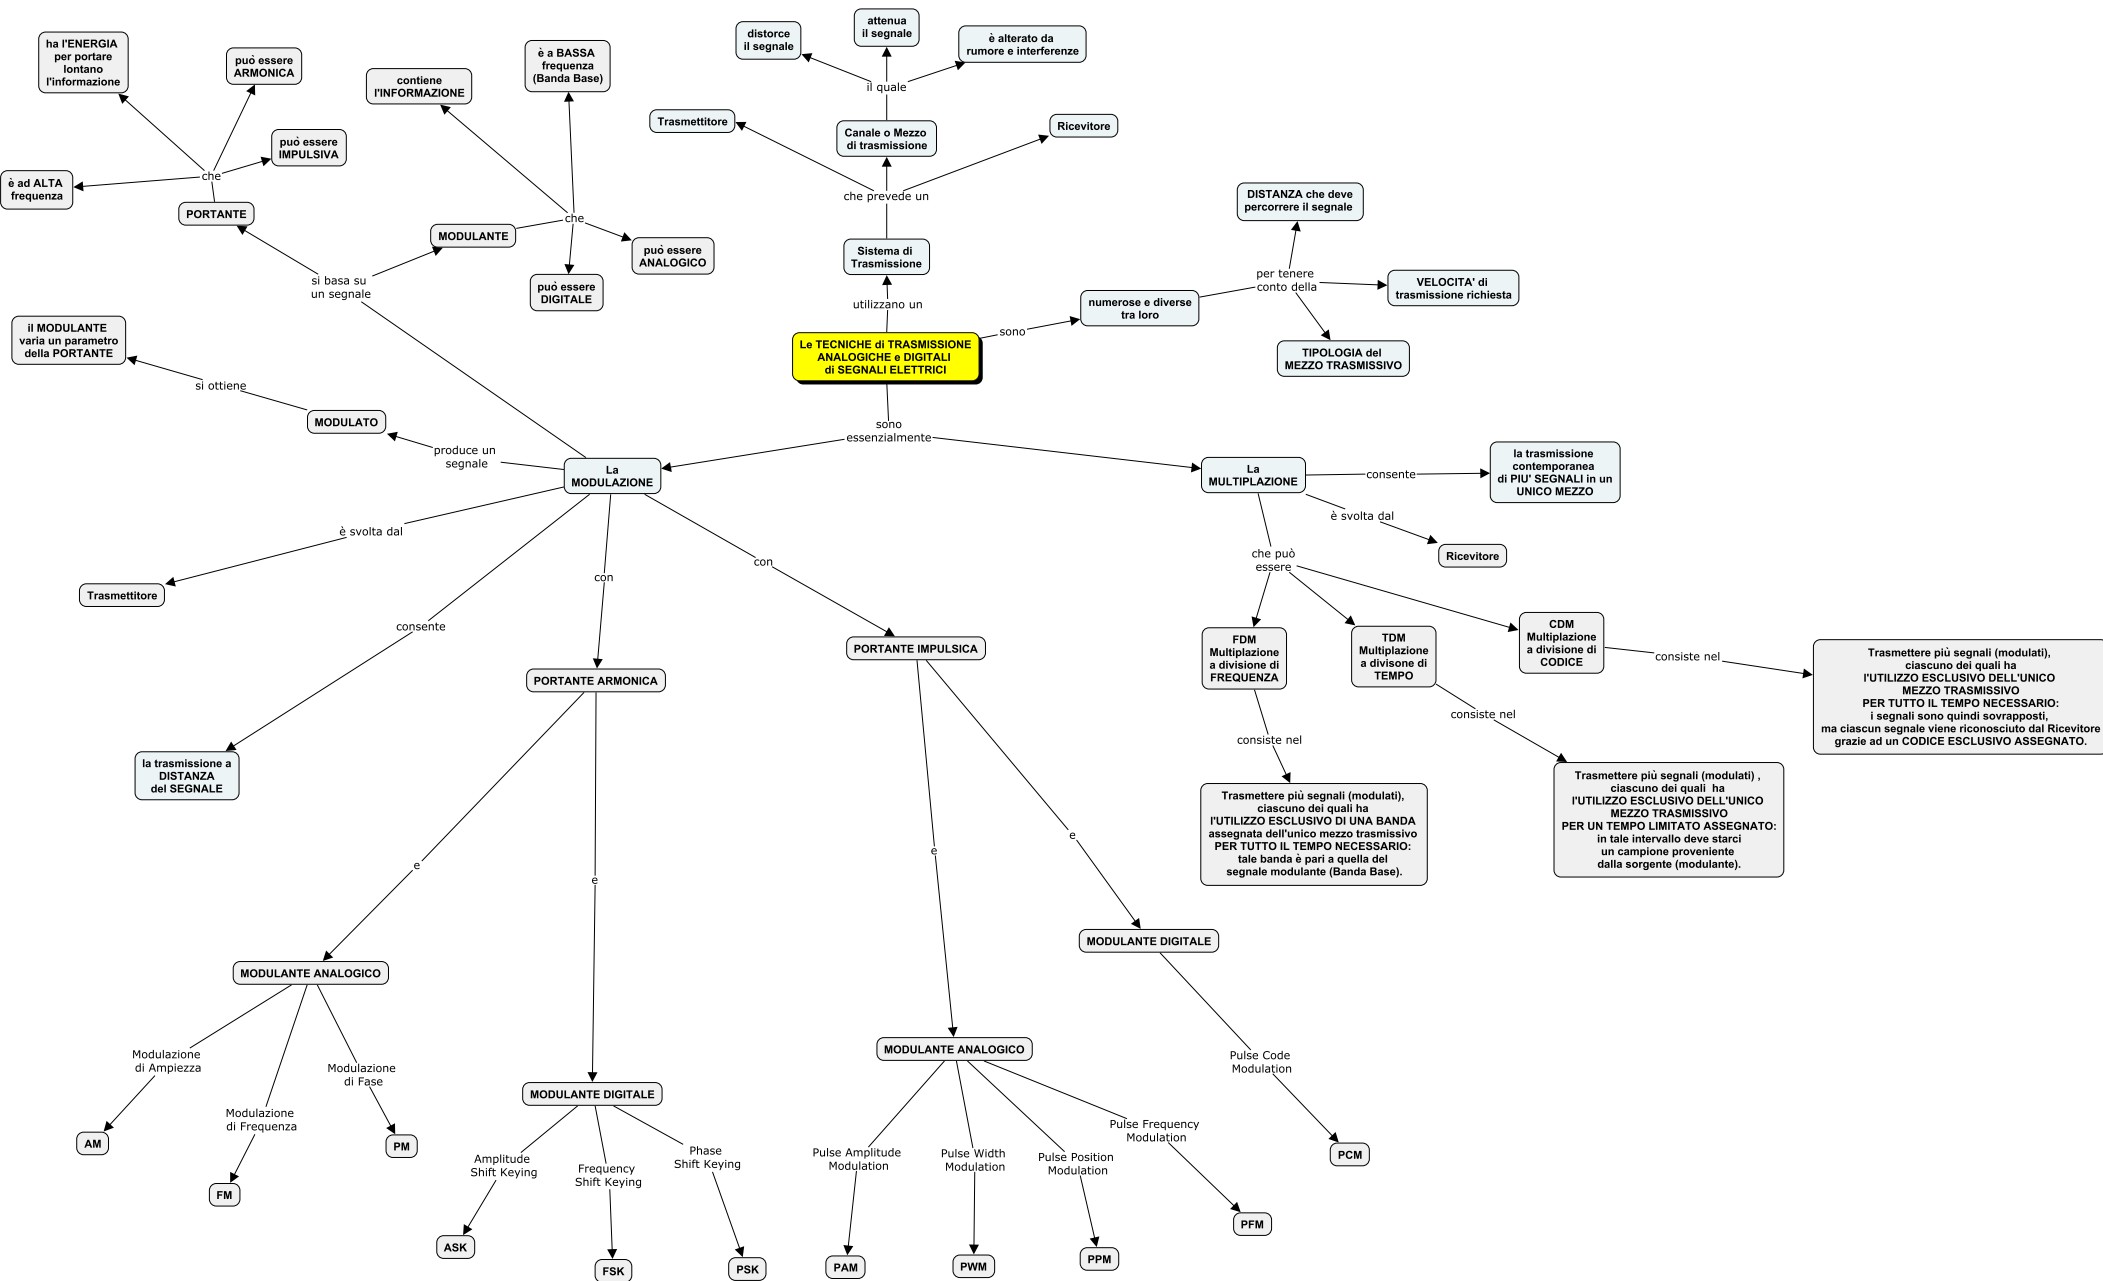 ha l'ENERGIA
per portare
lontano
l'informazione
può essere
ARMONICA
può essere
IMPULSIVA
è ad ALTA
frequenza
che
PORTANTE
contiene
l'INFORMAZIONE
è a BASSA
frequenza
(Banda Base)
che
MODULANTE
può essere
ANALOGICO
può essere
DIGITALE
si basa su
un segnale
distorce
il segnale
attenua
il segnale
è alterato da
rumore e interferenze
il quale
Trasmettitore
Canale o Mezzo
di trasmissione
Ricevitore
che prevede un
Sistema di
Trasmissione
utilizzano un
DISTANZA che deve
percorrere il segnale
per tenere
conto della
VELOCITA' di
trasmissione richiesta
numerose e diverse
tra loro
sono
TIPOLOGIA del
MEZZO TRASMISSIVO
Le TECNICHE di TRASMISSIONE
ANALOGICHE e DIGITALI
di SEGNALI ELETTRICI
il MODULANTE
varia un parametro
della PORTANTE
si ottiene
MODULATO
produce un
segnale
sono
essenzialmente
La
MODULAZIONE
La
MULTIPLAZIONE
consente
la trasmissione
contemporanea
di PIU' SEGNALI in un
UNICO MEZZO
è svolta dal
Ricevitore
è svolta dal
Trasmettitore
consente
la trasmissione a
DISTANZA
del SEGNALE
con
con
PORTANTE ARMONICA
PORTANTE IMPULSICA
che può
essere
FDM
Multiplazione
a divisione di
FREQUENZA
TDM
Multiplazione
a divisone di
TEMPO
CDM
Multiplazione
a divisione di
CODICE
consiste nel
Trasmettere più segnali (modulati),
ciascuno dei quali ha
l'UTILIZZO ESCLUSIVO DELL'UNICO
MEZZO TRASMISSIVO
PER TUTTO IL TEMPO NECESSARIO:
i segnali sono quindi sovrapposti,
ma ciascun segnale viene riconosciuto dal Ricevitore
grazie ad un CODICE ESCLUSIVO ASSEGNATO.
consiste nel
Trasmettere più segnali (modulati) ,
ciascuno dei quali  ha
l'UTILIZZO ESCLUSIVO DELL'UNICO
MEZZO TRASMISSIVO
PER UN TEMPO LIMITATO ASSEGNATO:
in tale intervallo deve starci
un campione proveniente
dalla sorgente (modulante).
consiste nel
Trasmettere più segnali (modulati),
ciascuno dei quali ha
l'UTILIZZO ESCLUSIVO DI UNA BANDA
assegnata dell'unico mezzo trasmissivo
PER TUTTO IL TEMPO NECESSARIO:
tale banda è pari a quella del
segnale modulante (Banda Base).
e
e
e
e
MODULANTE ANALOGICO
Modulazione
di Ampiezza
Modulazione
di Frequenza
Modulazione
di Fase
AM
FM
PM
MODULANTE DIGITALE
Amplitude
Shift Keying
Frequency
Shift Keying
Phase
Shift Keying
ASK
FSK
PSK
MODULANTE ANALOGICO
Pulse Amplitude
Modulation
Pulse Width
Modulation
Pulse Position
Modulation
Pulse Frequency
Modulation
PAM
PWM
PPM
PFM
MODULANTE DIGITALE
Pulse Code
Modulation
PCM